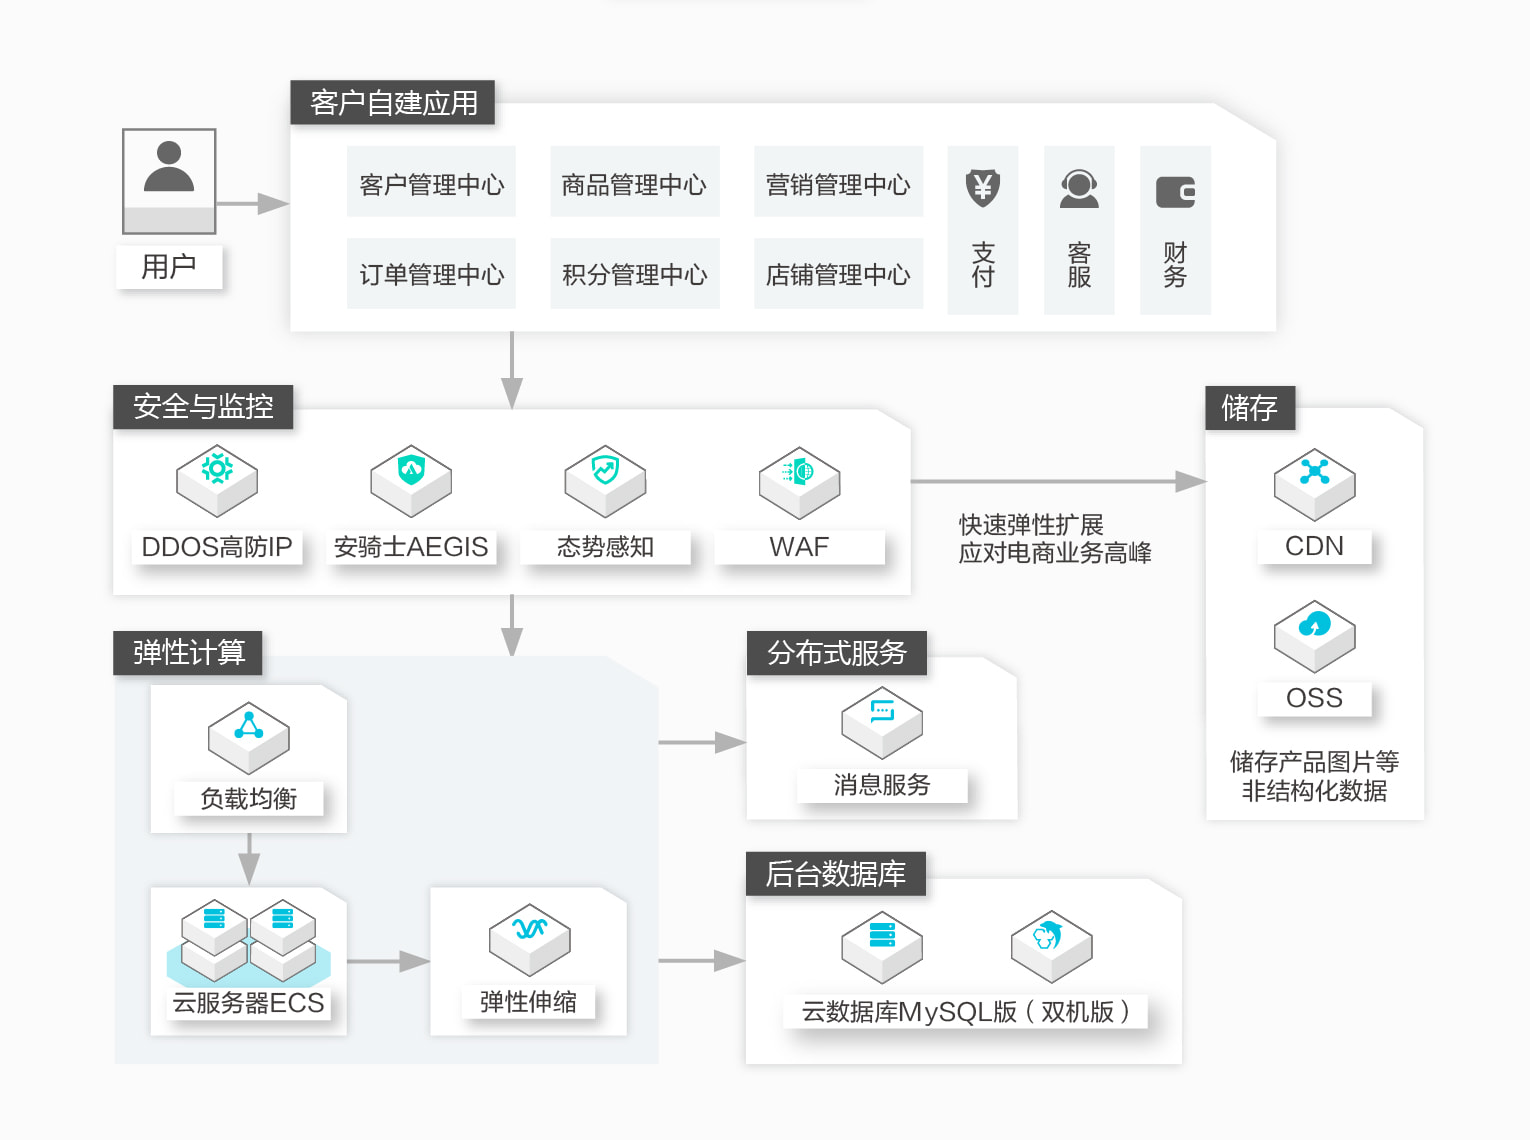 客户自建应用
用户
客户管理中心
商品管理中心
营销管理中心
订单管理中心
积分管理中心
店铺管理中心
支付
客服
财务
安全与监控
DDOS高防IP
安骑士AEGIS
态势感知
WAF
快速弹性扩展
应对电商业务高峰
储存
CDN
OSS
储存产品图片等
非结构化数据
弹性计算
负载均衡
云服务器ECS
弹性伸缩
分布式服务
消息服务
后台数据库
云数据库MySQL版（双机版）